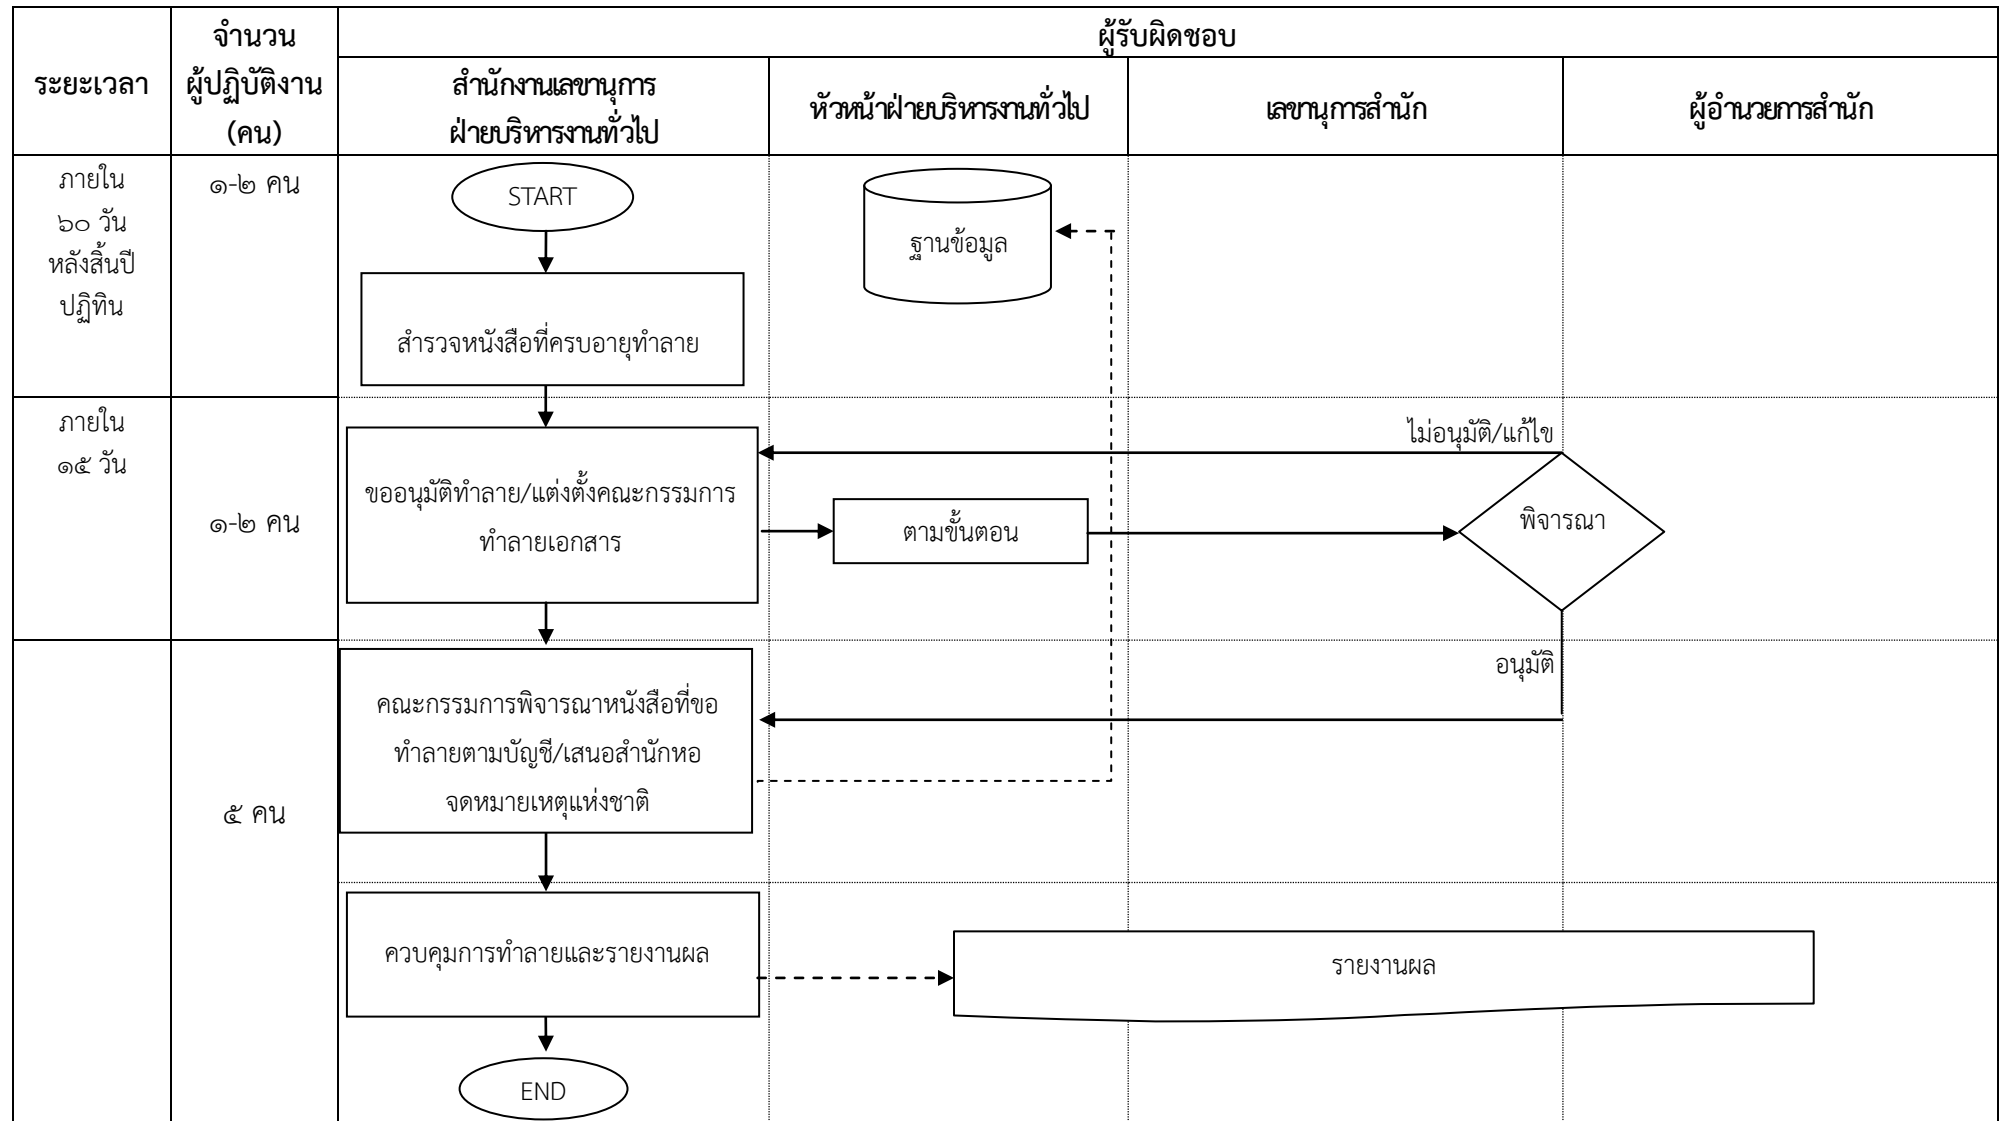 ระยะเวลา
จำนวน
ผู้ปฏิบัติงาน
(คน)
ผู้รับผิดชอบ
สำนักงานเลขานุการ
ฝ่ายบริหารงานทั่วไป
หัวหน้าฝ่ายบริหารงานทั่วไป
เลขานุการสำนัก
ผู้อำนวยการสำนัก
ภายใน
๖๐ วัน
หลังสิ้นปี
ปฏิทิน
๑-๒ คน
START
สำรวจหนังสือที่ครบอายุทำลาย
ฐานข้อมูล
ภายใน
๑๕ วัน
๑-๒ คน
ขออนุมัติทำลาย/แต่งตั้งคณะกรรมการ
ทำลายเอกสาร
ตามขั้นตอน
ไม่อนุมัติ/แก้ไข
พิจารณา
อนุมัติ
๕ คน
คณะกรรมการพิจารณาหนังสือที่ขอ
ทำลายตามบัญชี/เสนอสำนักหอ
จดหมายเหตุแห่งชาติ
ควบคุมการทำลายและรายงานผล
รายงานผล
END